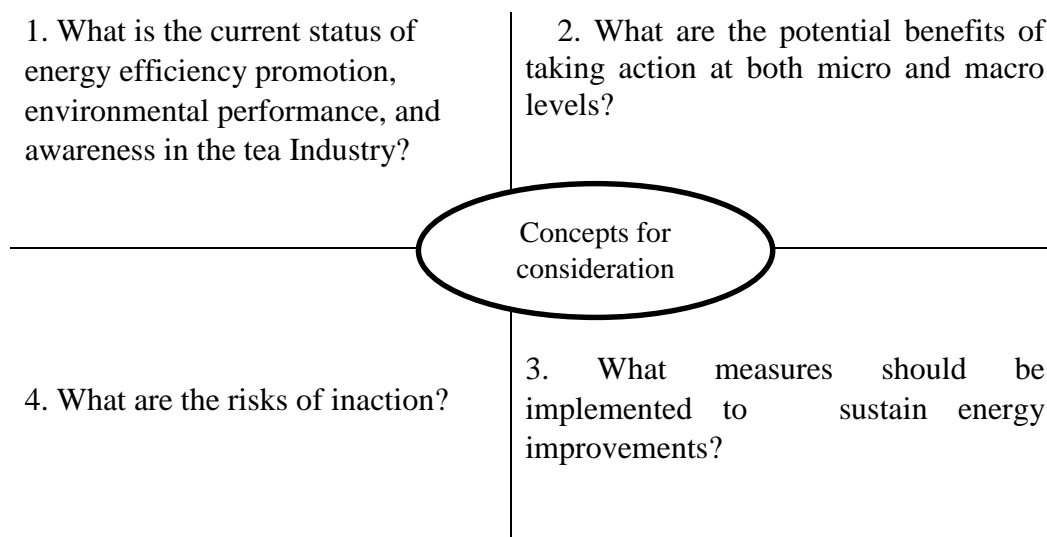 1. What is the current status of
energy efficiency promotion,
environmental performance, and
awareness in the tea Industry?
2. What are the potential benefits of
taking action at both micro and macro
levels?
Concepts for
consideration
4. What are the risks of inaction?
3. What measures should be
implemented to sustain energy
improvements?